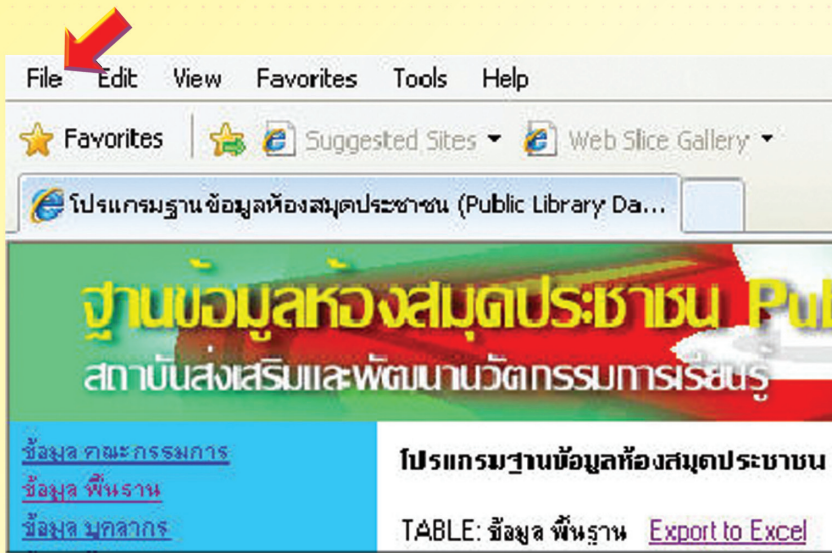 File Edit View Favorites Tools Help
Favorites Suggested Sites Web Slice Gallery
โปรแกรมฐานข้อมูลห้องสมุดประชาชน (Public Library Da...
ฐานข้อมูลห้องสมุดประชาชน Pu
สถาบันส่งเสริมและพัฒนานวัตกรรมการเรียนรู้
ข้อมูล คณะกรรมการ
โปรแกรมฐานข้อมูลห้องสมุดประชาชน
ข้อมูล พื้นฐาน
ข้อมูล บุคลากร
TABLE: ข้อมูล พื้นฐาน Export to Excel